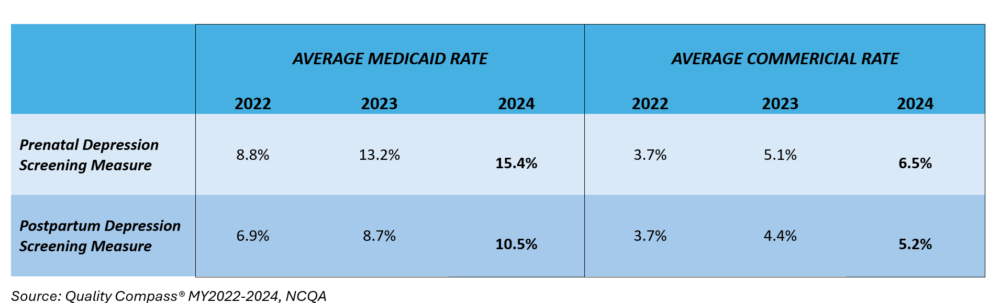 AVERAGE MEDICAID RATE AVERAGE COMMERICIAL RATE
2022 2023 2024 2022 2023 2024
Prenatal Depression
Screening Measure
8.8% 13.2% 15.4% 3.7% 5.1% 6.5%
Postpartum Depression
Screening Measure
6.9% 8.7% 10.5% 3.7% 4.4% 5.2%
Source: Quality Compass® MY2022-2024, NCQA